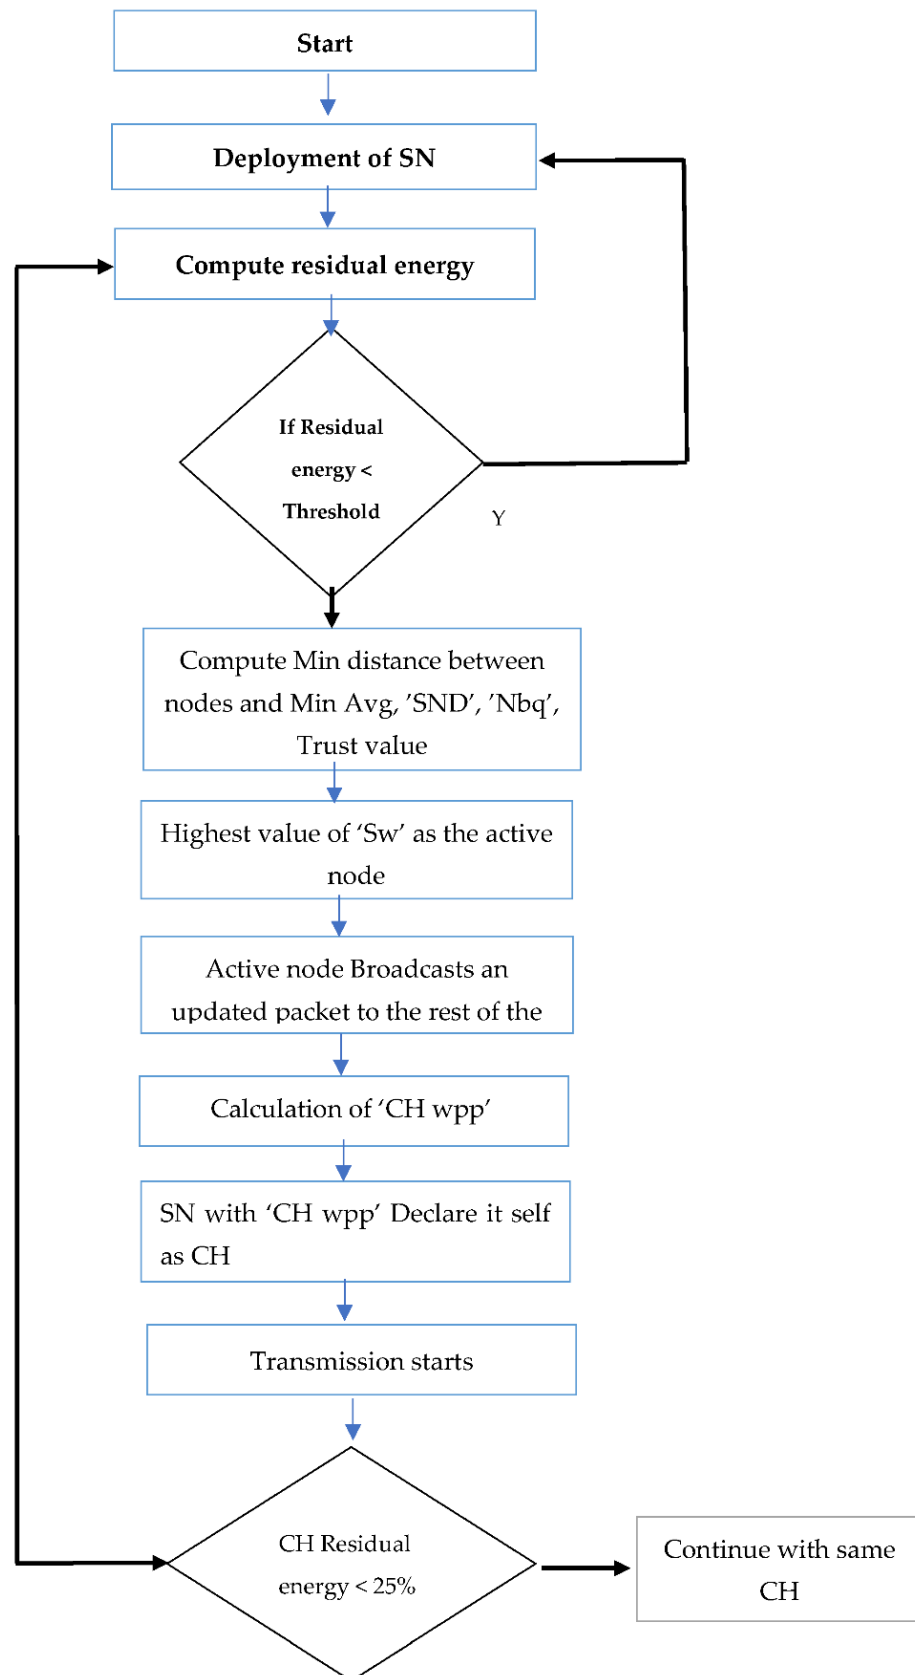 Start
Deployment of SN
Compute residual energy
If Residual
energy <
Threshold
Y
Compute Min distance between
nodes and Min Avg, ’SND’, ’Nbq’,
Trust value
Highest value of ‘Sw’ as the active
node
Active node Broadcasts an
updated packet to the rest of the
Calculation of ‘CH wpp’
SN with ‘CH wpp’ Declare it self
as CH
Transmission starts
CH Residual
energy < 25%
Continue with same
CH